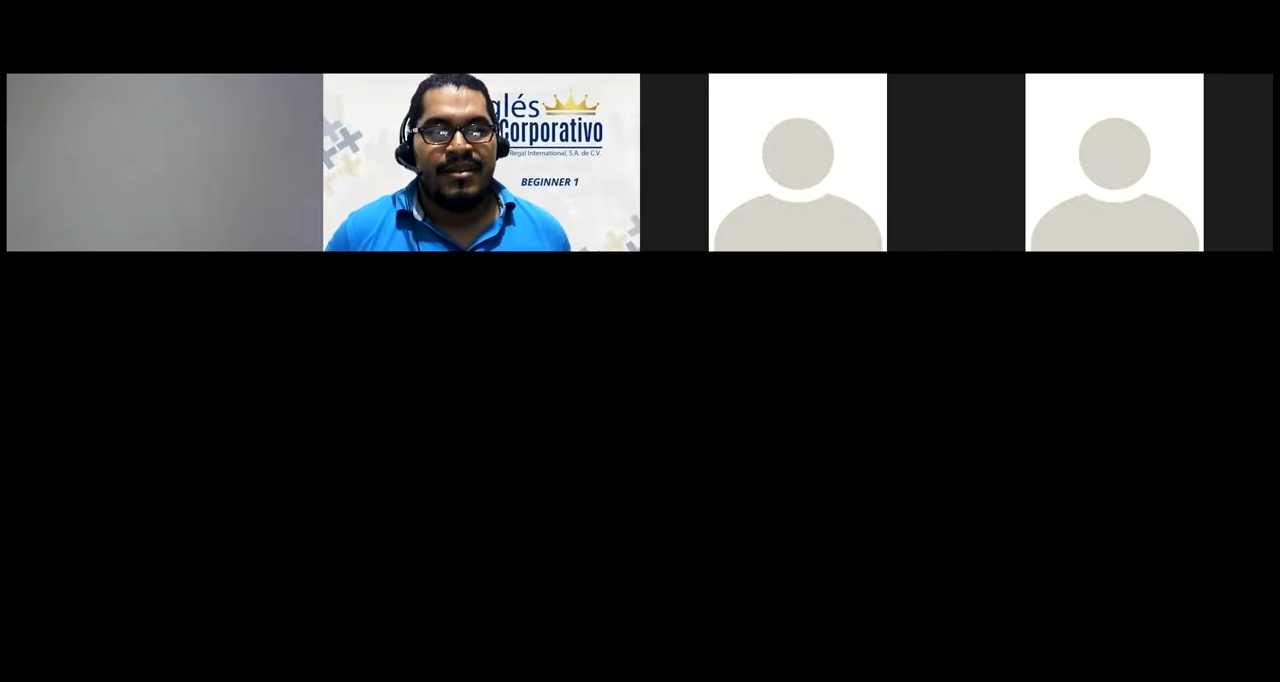 glés
Corporativo
Regal International, S.A. de C.V.
BEGINNER 1